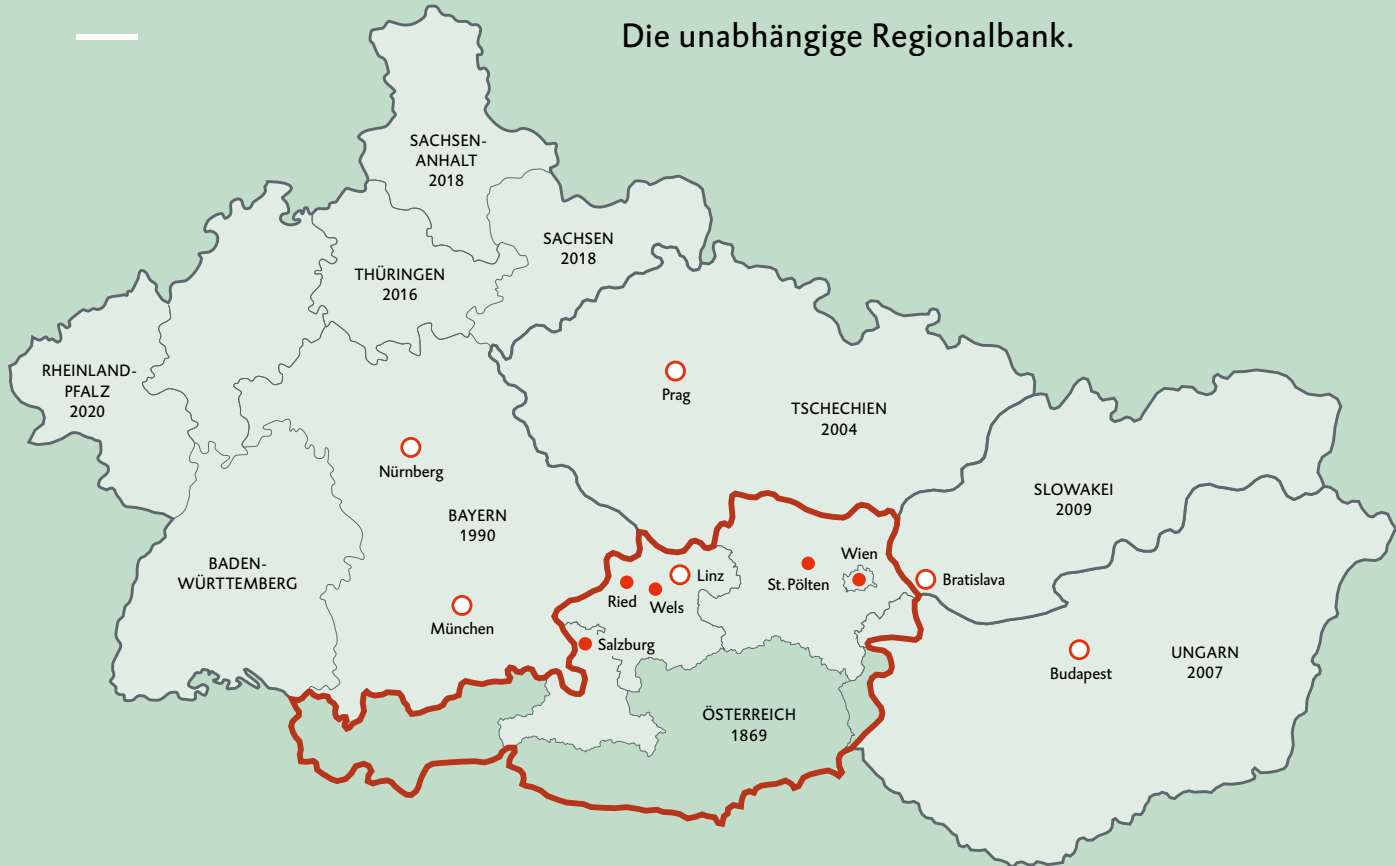 Die unabhängige Regionalbank.
SACHSEN-
ANHALT
2018
SACHSEN
2018
THÜRINGEN
2016
RHEINLAND-
PFALZ
2020
Prag
TSCHECHIEN
2004
Nürnberg
SLOWAKEI
2009
BAYERN
1990
BADEN-
WÜRTTEMBERG
Wien
Linz
St. Pölten
Bratislava
Ried
Wels
München
Salzburg
Budapest
UNGARN
2007
ÖSTERREICH
1869